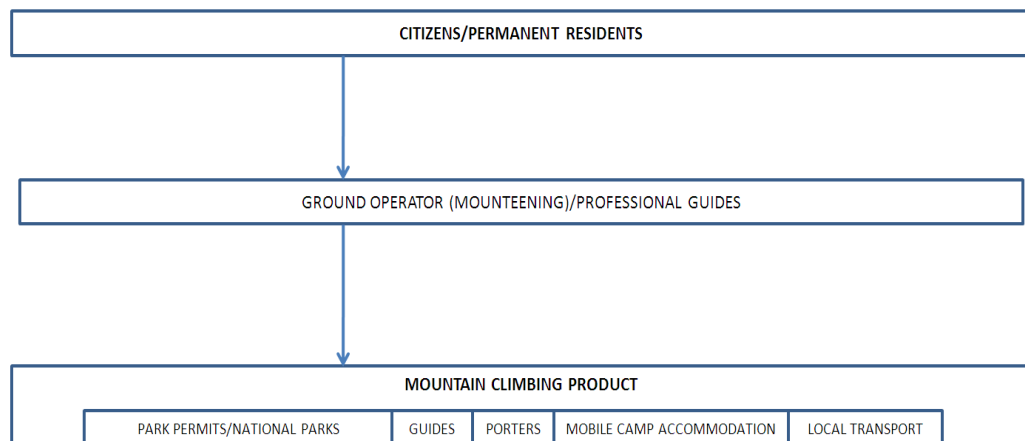 CITIZENS/PERMANENT RESIDENTS
GROUND OPERATOR (MOUNTEENING)/PROFESSIONAL GUIDES
MOUNTAIN CLIMBING PRODUCT
PARK PERMITS/NATIONAL PARKS GUIDES PORTERS MOBILE CAMP ACCOMMODATION LOCAL TRANSPORT